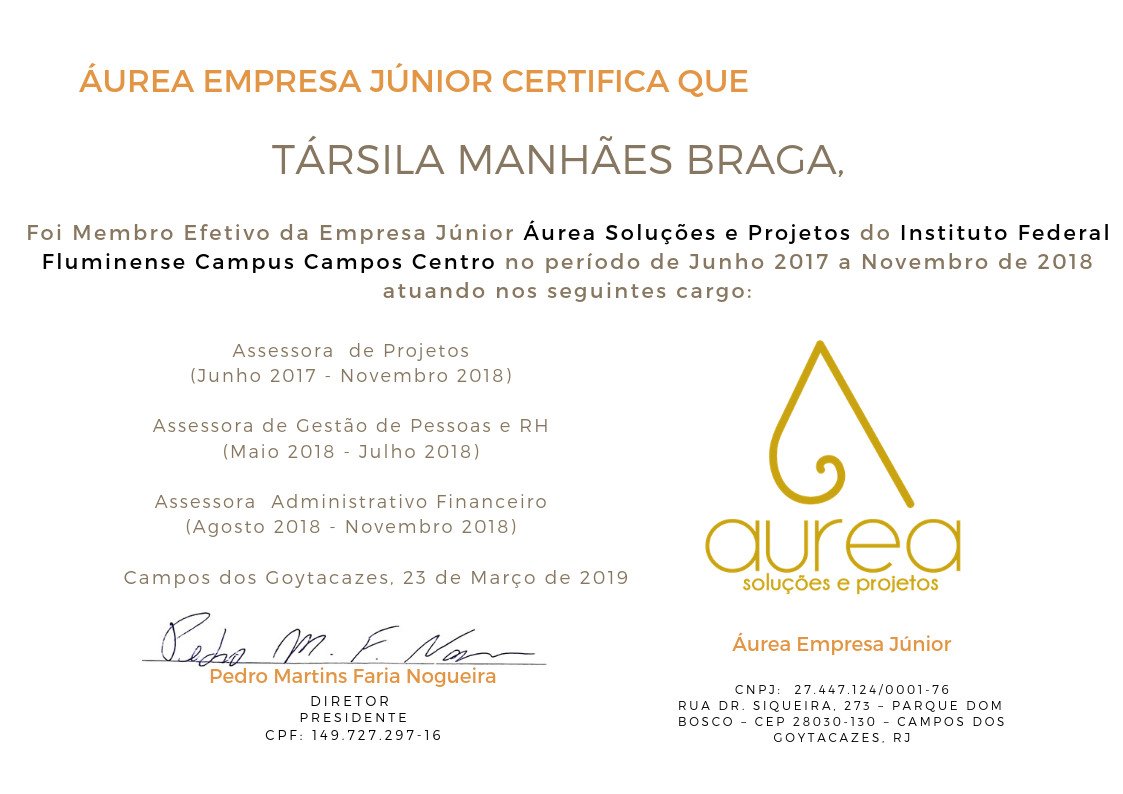 ÁUREA EMPRESA JÚNIOR CERTIFICA QUE
TÁRSILA MANHÃES BRAGA,
Foi Membro Efetivo da Empresa Júnior Áurea Soluções e Projetos do Instituto Federal
Fluminense Campus Campos Centro no período de Junho 2017 a Novembro de 2018
atuando nos seguintes cargo:
Assessora de Projetos
(Junho 2017 - Novembro 2018)
Assessora de Gestão de Pessoas e RH
(Maio 2018 - Julho 2018)
Assessora Administrativo Financeiro
(Agosto 2018 - Novembro 2018)
Campos dos Goytacazes, 23 de Março de 2019
Pedro M. F. Nog
Pedro Martins Faria Nogueira
DIRETOR
PRESIDENTE
CPF: 149.727.297-16
aurea
soluções e projetos
Áurea Empresa Júnior
CNPJ: 27.447.124/0001-76
RUA DR. SIQUEIRA, 273 – PARQUE DOM
BOSCO – CEP 28030-130 – CAMPOS DOS
GOYTACAZES, RJ